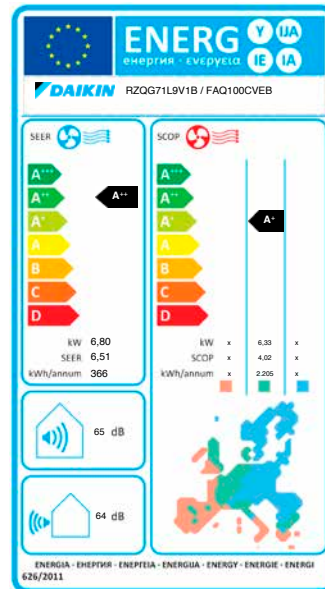 ENERG Y IJA
енергия · ενεργεια IE IA
DAIKIN RZQG71L9V1B / FAQ100CVEB
SEER SCOP
A+++ A+++
A++ A++ A++
A+ A+ A+
A A
B B
C C
D D
kW 6,80 kW x 6,33 x
SEER 6,51 SCOP x 4,02 x
kWh/annum 366 kWh/annum x 2.205 x
65 dB
64 dB
ENERGIA · ЕНЕРГИЯ · ΕΝΕΡΓΕΙΑ · ENERGIJA · ENERGY · ENERGIE · ENERGI
626/2011